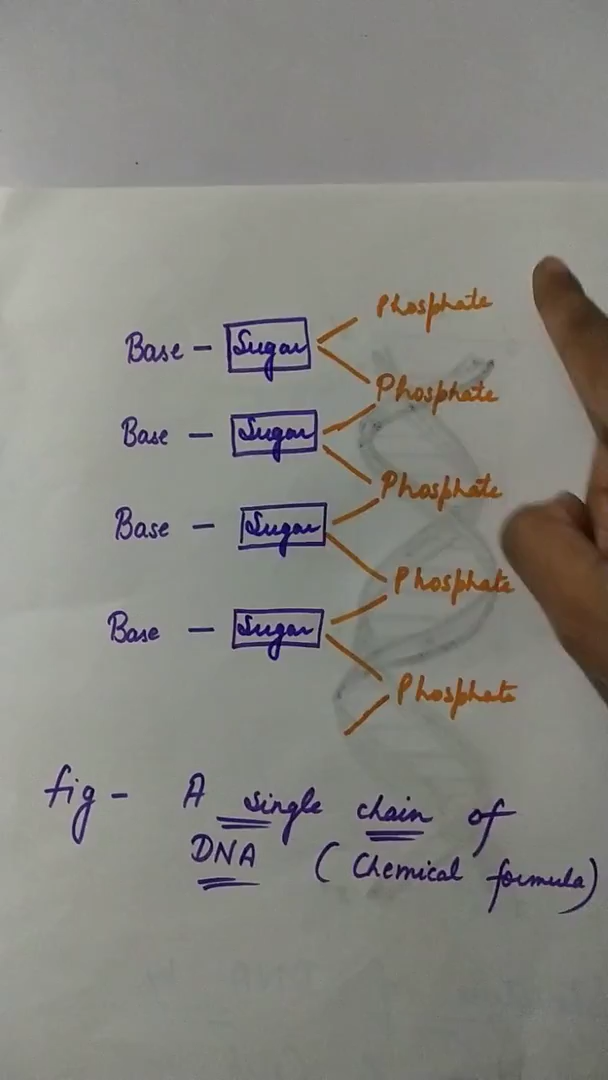 Phosphate
Base - Sugar
Phosphate
Base - Sugar
Phosphate
Base - Sugar
Phosphate
Base - Sugar
Phosphate
fig - A single chain of
DNA (Chemical formula)